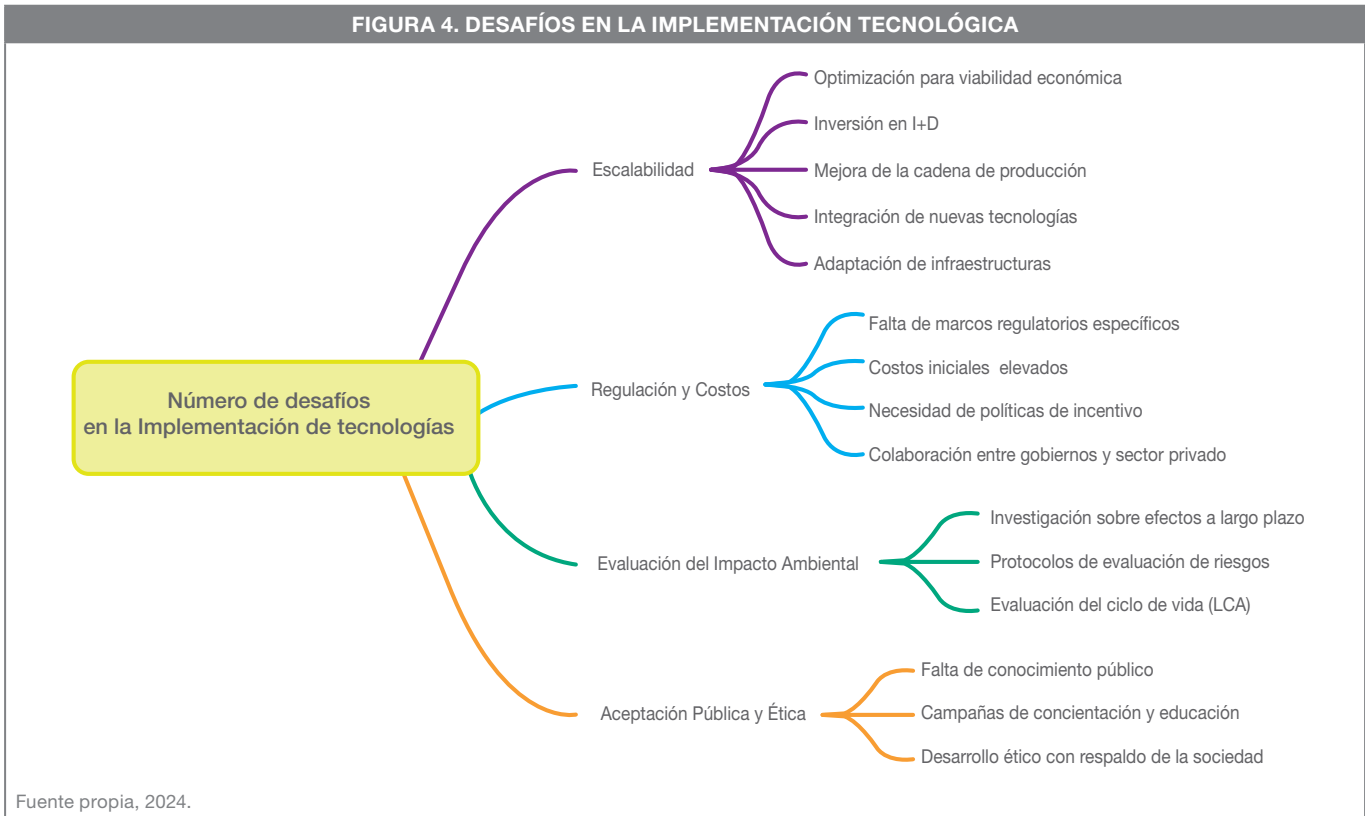 FIGURA 4. DESAFÍOS EN LA IMPLEMENTACIÓN TECNOLÓGICA
Número de desafíos
en la Implementación de tecnologías
Escalabilidad
Optimización para viabilidad económica
Inversión en I+D
Mejora de la cadena de producción
Integración de nuevas tecnologías
Adaptación de infraestructuras
Regulación y Costos
Falta de marcos regulatorios específicos
Costos iniciales elevados
Necesidad de políticas de incentivo
Colaboración entre gobiernos y sector privado
Evaluación del Impacto Ambiental
Investigación sobre efectos a largo plazo
Protocolos de evaluación de riesgos
Evaluación del ciclo de vida (LCA)
Aceptación Pública y Ética
Falta de conocimiento público
Campañas de concientación y educación
Desarrollo ético con respaldo de la sociedad
Fuente propia, 2024.